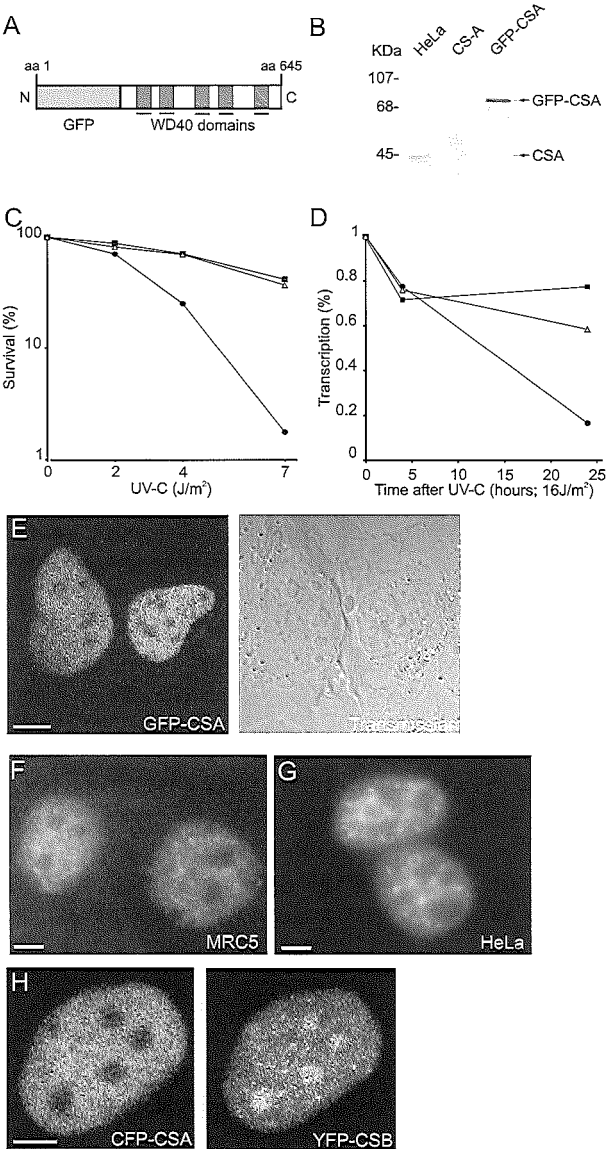 A
aa 1
aa 645
N
C
GFP
WD40 domains
B
KDa
HeLa
CS-A
GFP-CSA
107-
68-
45-
GFP-CSA
CSA
C
100
10
1
Survival (%)
0
2
4
7
UV-C (J/m²)
D
1
0.8
0.6
0.4
0.2
0
Transcription (%)
0
5
10
15
20
25
Time after UV-C (hours; 16J/m²)
E
GFP-CSA
Transmission
F
MRC5
G
HeLa
H
CFP-CSA
YFP-CSB